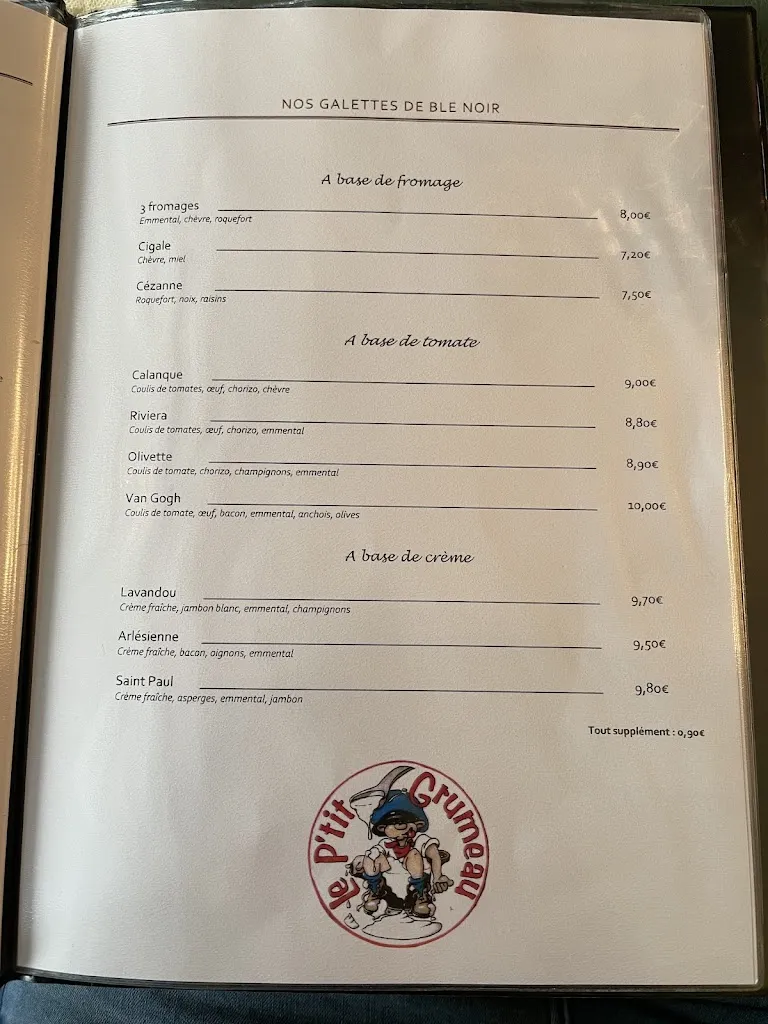 NOS GALETTES DE BLE NOIR
A base de fromage
3 fromages 8,00€
Emmental, chèvre, roquefort
Cigale 7,20€
Chèvre, miel
Cézanne 7,50€
Roquefort, noix, raisins
A base de tomate
Calanque 9,00€
Coulis de tomates, œuf, chorizo, chèvre
Riviera 8,80€
Coulis de tomates, œuf, chorizo, emmental
Olivette 8,90€
Coulis de tomate, chorizo, champignons, emmental
Van Gogh 10,00€
Coulis de tomate, œuf, bacon, emmental, anchois, olives
A base de crème
Lavandou 9,70€
Crème fraîche, jambon blanc, emmental, champignons
Arlésienne 9,50€
Crème fraîche, bacon, oignons, emmental
Saint Paul 9,80€
Crème fraîche, asperges, emmental, jambon
Tout supplément : 0,90€
Le P'tit Grumeau